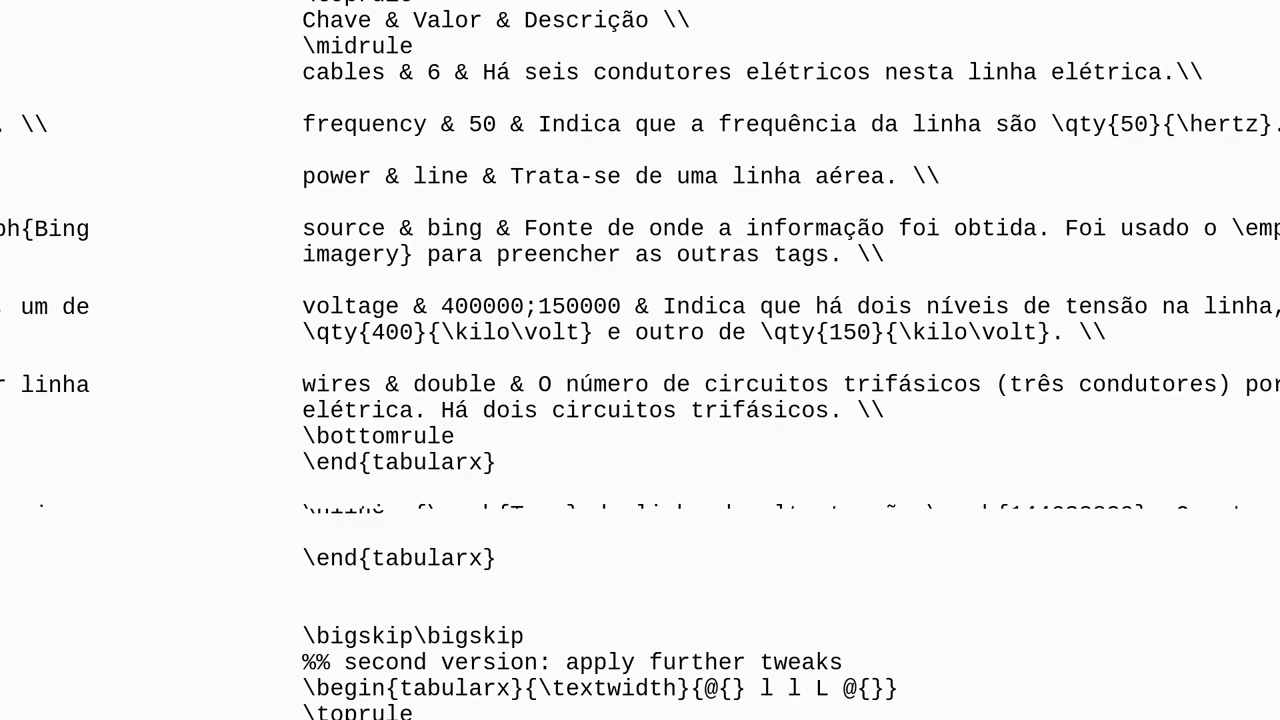 Chave & Valor & Descrição \\
\midrule
cables & 6 & Há seis condutores elétricos nesta linha elétrica.\\
. \\
frequency & 50 & Indica que a frequência da linha são \qty{50}{\hertz}.
power & line & Trata-se de uma linha aérea. \\
ph{Bing
source & bing & Fonte de onde a informação foi obtida. Foi usado o \emp
imagery} para preencher as outras tags. \\
um de
voltage & 400000;150000 & Indica que há dois níveis de tensão na linha,
\qty{400}{\kilo\volt} e outro de \qty{150}{\kilo\volt}. \\
r linha
wires & double & O número de circuitos trifásicos (três condutores) por
elétrica. Há dois circuitos trifásicos. \\
\bottomrule
\end{tabularx}
\end{tabularx}
\bigskip\bigskip
%% second version: apply further tweaks
\begin{tabularx}{\textwidth}{@{} l l L @{}}
\toprule